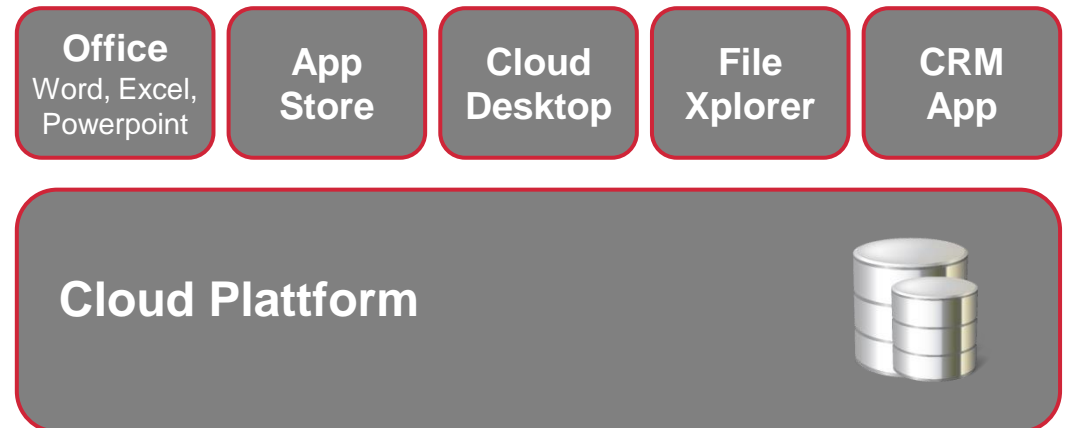 Office
Word, Excel,
Powerpoint
App
Store
Cloud
Desktop
File
Xplorer
CRM
App
Cloud Plattform